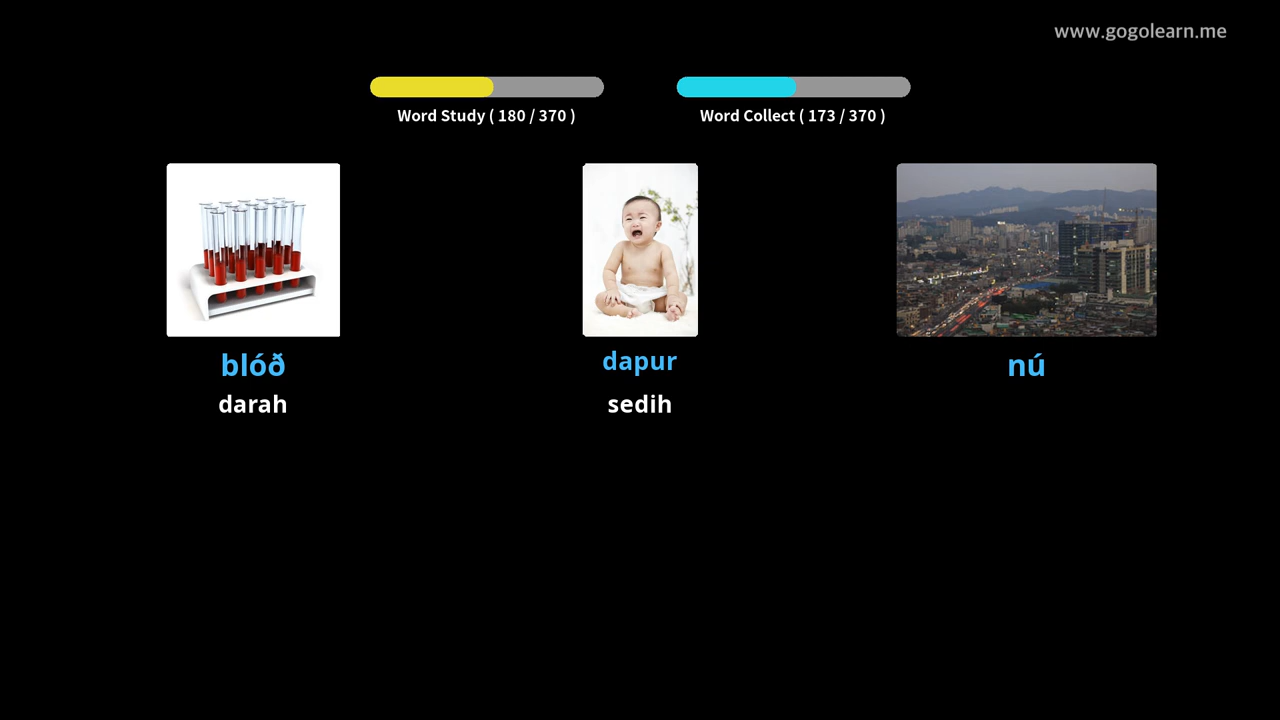 www.gogolearn.me
Word Study ( 180 / 370 )
Word Collect ( 173 / 370 )
blóð
darah
dapur
sedih
nú